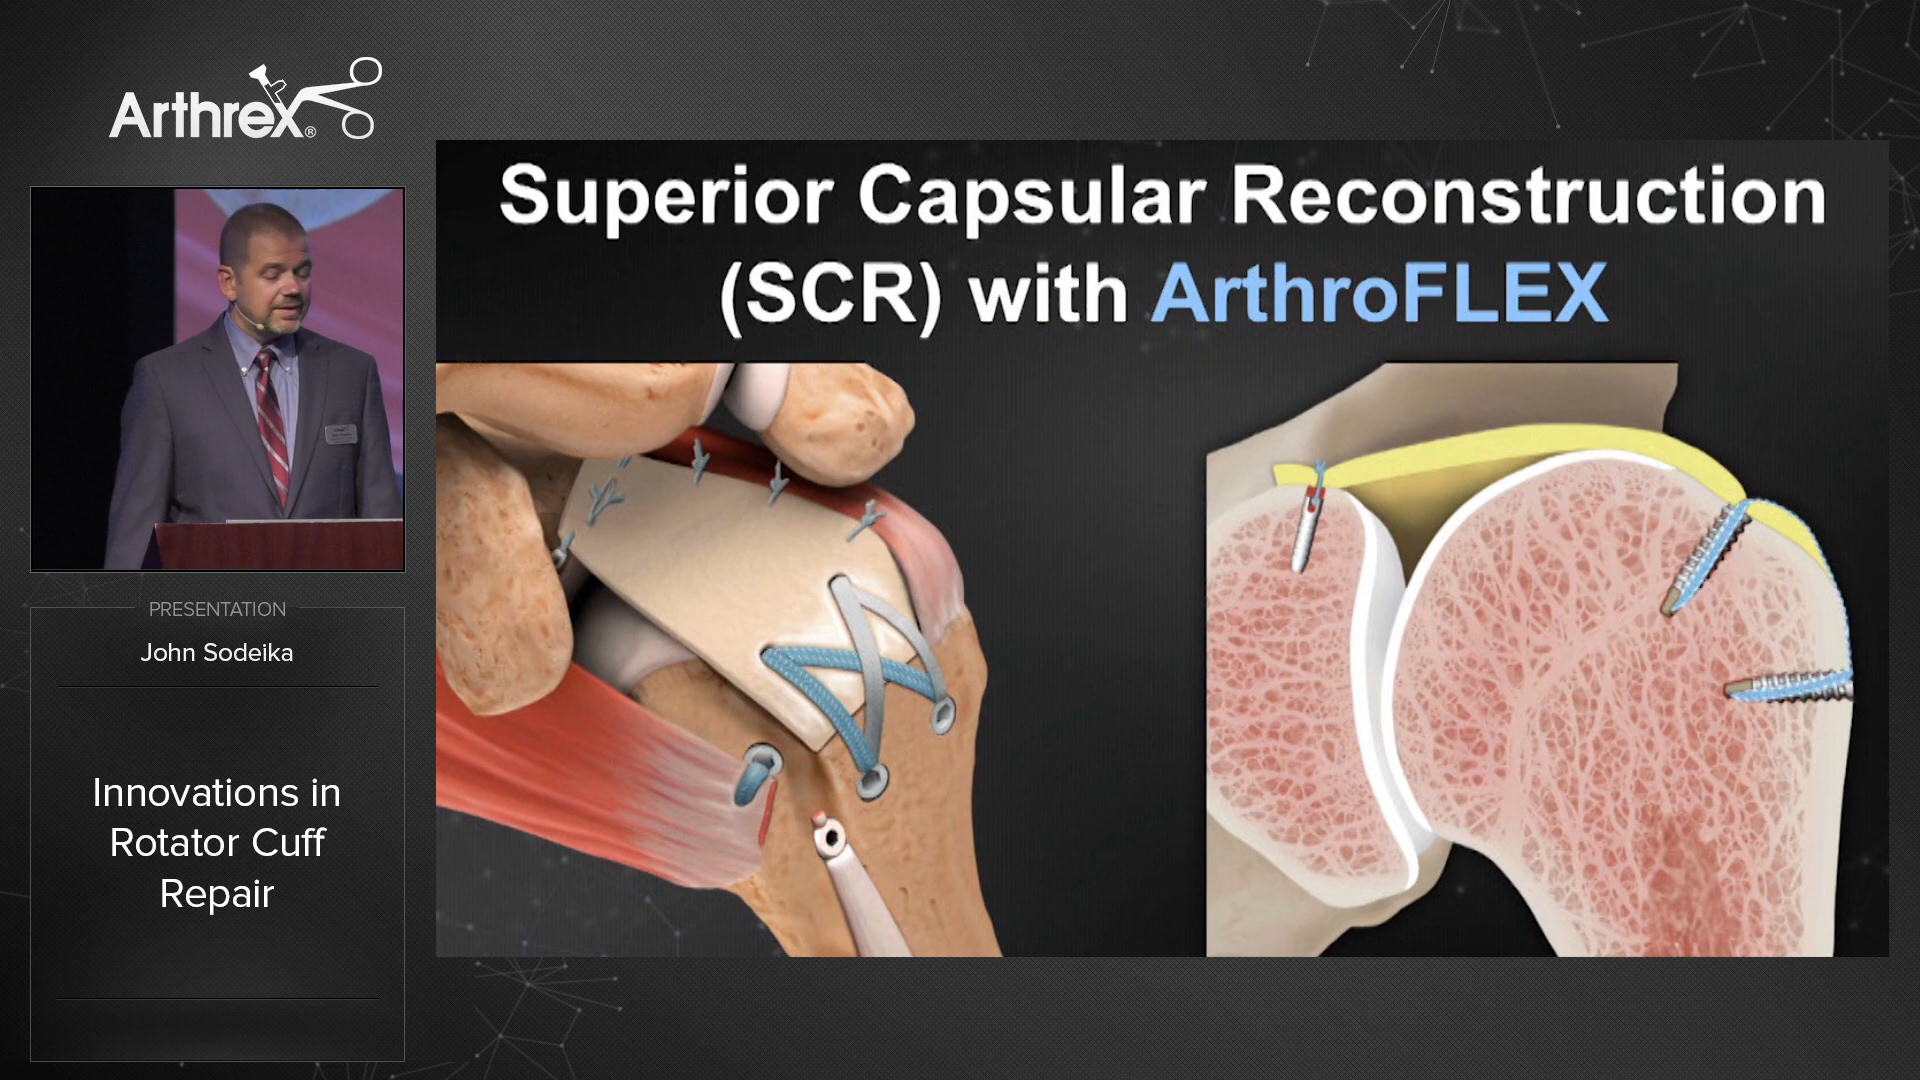 Arthrex®
Superior Capsular Reconstruction
(SCR) with ArthroFLEX
PRESENTATION
John Sodeika
Innovations in
Rotator Cuff
Repair